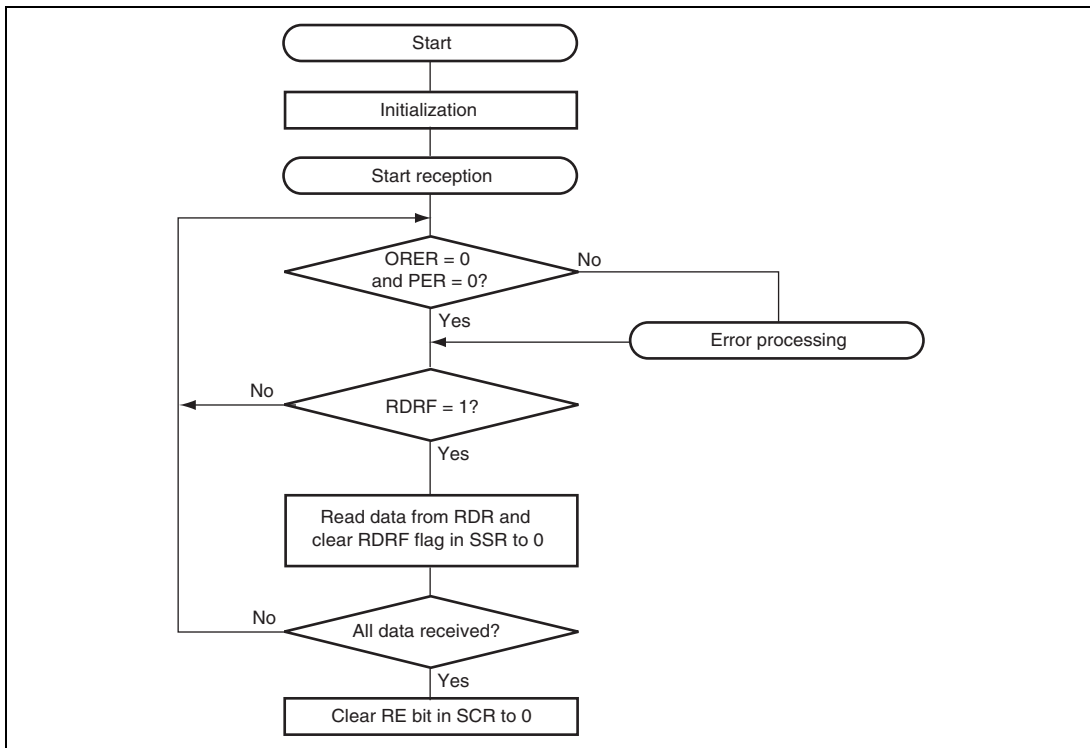 Start
Initialization
Start reception
ORER = 0
and PER = 0?
No
Yes
Error processing
No
RDRF = 1?
Yes
Read data from RDR and
clear RDRF flag in SSR to 0
No
All data received?
Yes
Clear RE bit in SCR to 0